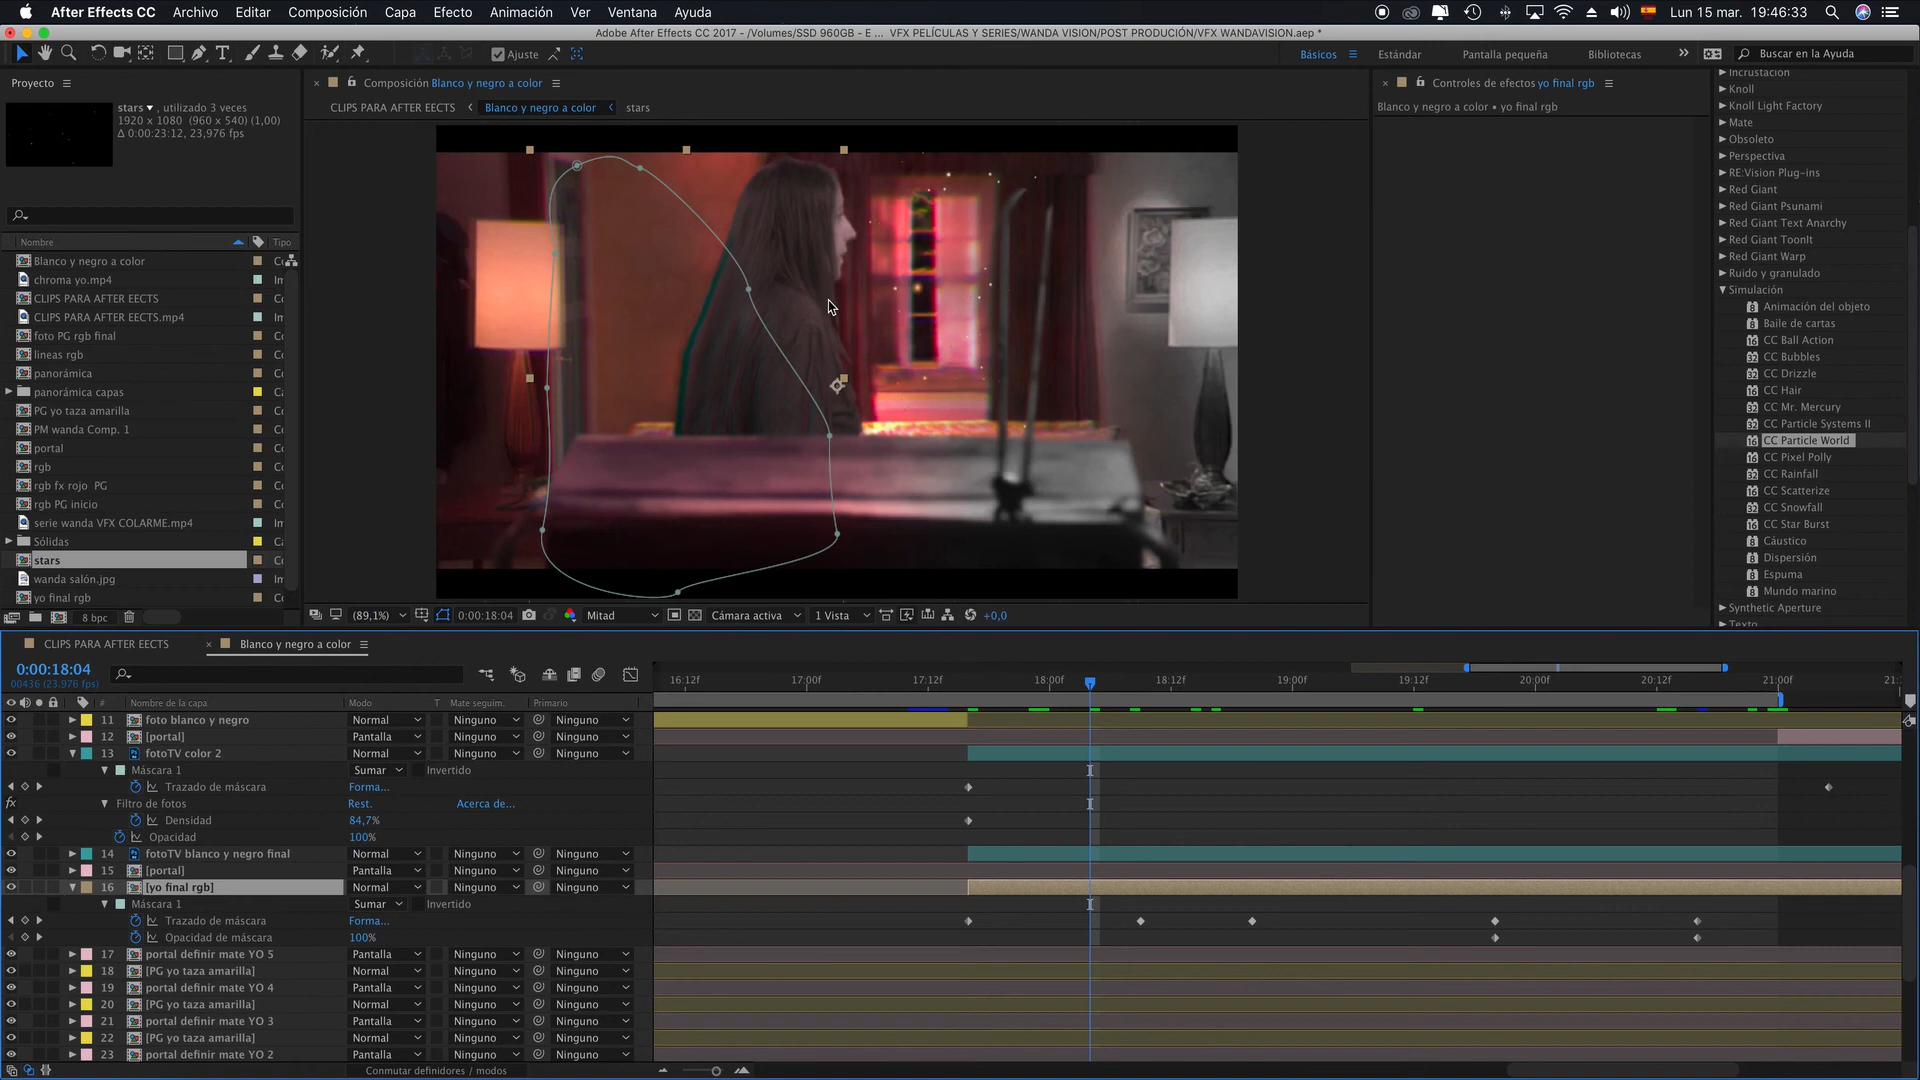 After Effects CC Archivo Editar Composición Capa Efecto Animación Ver Ventana Ayuda Lun 15 mar. 19:46:33
Adobe After Effects CC 2017 - /Volumes/SSD 960GB - E ... VFX PELÍCULAS Y SERIES/WANDA VISION/POST PRODUCIÓN/VFX WANDAVISION.aep *
Ajuste Básicos Estándar Pantalla pequeña Bibliotecas Buscar en la Ayuda
Proyecto
stars , utilizado 3 veces
1920 x 1080 (960 x 540) (1,00)
Δ 0:00:23:12, 23,976 fps
Nombre Tipo
Blanco y negro a color
chroma yo.mp4
CLIPS PARA AFTER EECTS
CLIPS PARA AFTER EECTS.mp4
foto PG rgb final
lineas rgb
panorámica
panorámica capas
PG yo taza amarilla
PM wanda Comp. 1
portal
rgb
rgb fx rojo PG
rgb PG inicio
serie wanda VFX COLARME.mp4
Sólidas
stars
wanda salón.jpg
yo final rgb
8 bpc
Composición Blanco y negro a color
CLIPS PARA AFTER EECTS Blanco y negro a color stars
(89,1%) 0:00:18:04 Mitad Cámara activa 1 Vista +0,0
Controles de efectos yo final rgb
Blanco y negro a color • yo final rgb
Incrustación
Knoll
Knoll Light Factory
Mate
Obsoleto
Perspectiva
RE:Vision Plug-ins
Red Giant
Red Giant Psunami
Red Giant Text Anarchy
Red Giant ToonIt
Red Giant Warp
Ruido y granulado
Simulación
Animación del objeto
Baile de cartas
CC Ball Action
CC Bubbles
CC Drizzle
CC Hair
CC Mr. Mercury
CC Particle Systems II
CC Particle World
CC Pixel Polly
CC Rainfall
CC Scatterize
CC Snowfall
CC Star Burst
Cáustico
Dispersión
Espuma
Mundo marino
Synthetic Aperture
Texto
CLIPS PARA AFTER EECTS Blanco y negro a color
0:00:18:04
00436 (23.976 fps)
# Nombre de la capa Modo T Mate seguim. Primario
16:12f 17:00f 17:12f 18:00f 18:12f 19:00f 19:12f 20:00f 20:12f 21:00f
11 foto blanco y negro Normal Ninguno Ninguno
12 [portal] Pantalla Ninguno Ninguno
13 fotoTV color 2 Normal Ninguno Ninguno
Máscara 1 Sumar Invertido
Trazado de máscara Forma...
fx Filtro de fotos Rest. Acerca de...
Densidad 84,7%
Opacidad 100%
14 fotoTV blanco y negro final Normal Ninguno Ninguno
15 [portal] Pantalla Ninguno Ninguno
16 [yo final rgb] Normal Ninguno Ninguno
Máscara 1 Sumar Invertido
Trazado de máscara Forma...
Opacidad de máscara 100%
17 portal definir mate YO 5 Pantalla Ninguno Ninguno
18 [PG yo taza amarilla] Normal Ninguno Ninguno
19 portal definir mate YO 4 Pantalla Ninguno Ninguno
20 [PG yo taza amarilla] Normal Ninguno Ninguno
21 portal definir mate YO 3 Pantalla Ninguno Ninguno
22 [PG yo taza amarilla] Normal Ninguno Ninguno
23 portal definir mate YO 2 Pantalla Ninguno Ninguno
Conmutar definidores / modos